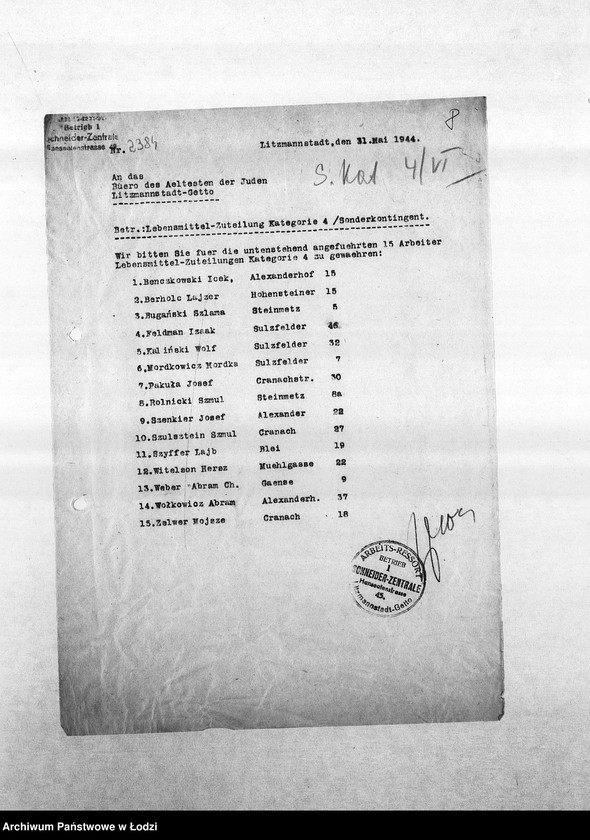 Betrieb 1
Schneider-Zentrale
Hanseatenstrasse 45
Nr. 2384
8
Litzmannstadt,den 31.Mai 1944.
S. Kat 4/VI
An das
Buero des Aeltesten der Juden
Litzmannstadt-Getto
Betr.:Lebensmittel-Zuteilung Kategorie 4 /Sonderkontingent.
Wir bitten Sie fuer die untenstehend angefuehrten 15 Arbeiter
Lebensmittel-Zuteilungen Kategorie 4 zu gewaehren:
1.Bonczkowski Icek, Alexanderhof 15
2.Berholc Lajzer Hohensteiner 15
3.Bugański Szlama Steinmetz 5
4.Feldman Izaak Sulzfelder 46
5.Kaliński Wolf Sulzfelder 32
6.Mordkowicz Mordka Sulzfelder 7
7.Pakuła Josef Cranachstr. 30
8.Rolnicki Szmul Steinmetz 8a
9.Szenkier Josef Alexander 22
10.Szulsztein Szmul Cranach 27
11.Szyffer Lajb Blei 19
12.Witelson Hersz Muehlgasse 22
13.Weber Abram Ch. Gaense 9
14.Wołkowicz Abram Alexanderh. 37
15.Zelwer Mojsze Cranach 18
ARBEITS-RESSORT
BETRIEB
1
SCHNEIDER-ZENTRALE
Hanseatenstrasse
45.
Litzmannstadt-Getto
Archiwum Państwowe w Łodzi